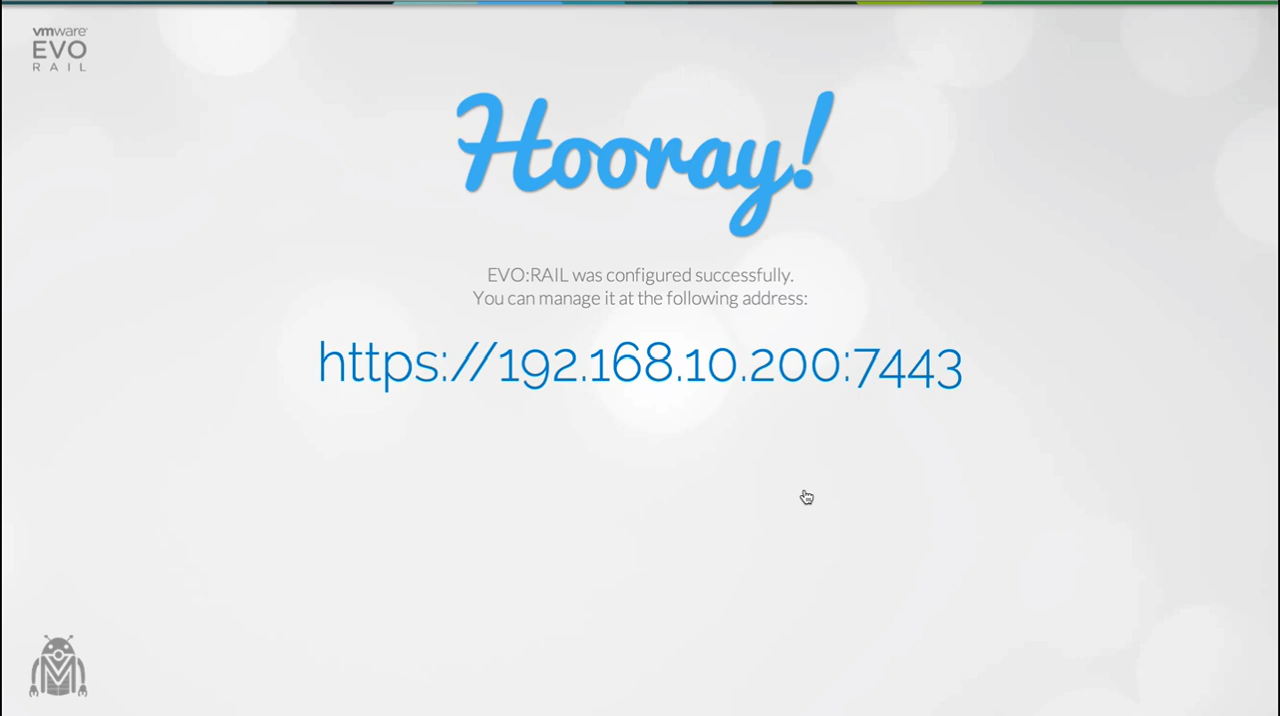 vmware
EVO
RAIL
Hooray!
EVO:RAIL was configured successfully.
You can manage it at the following address:
https://192.168.10.200:7443